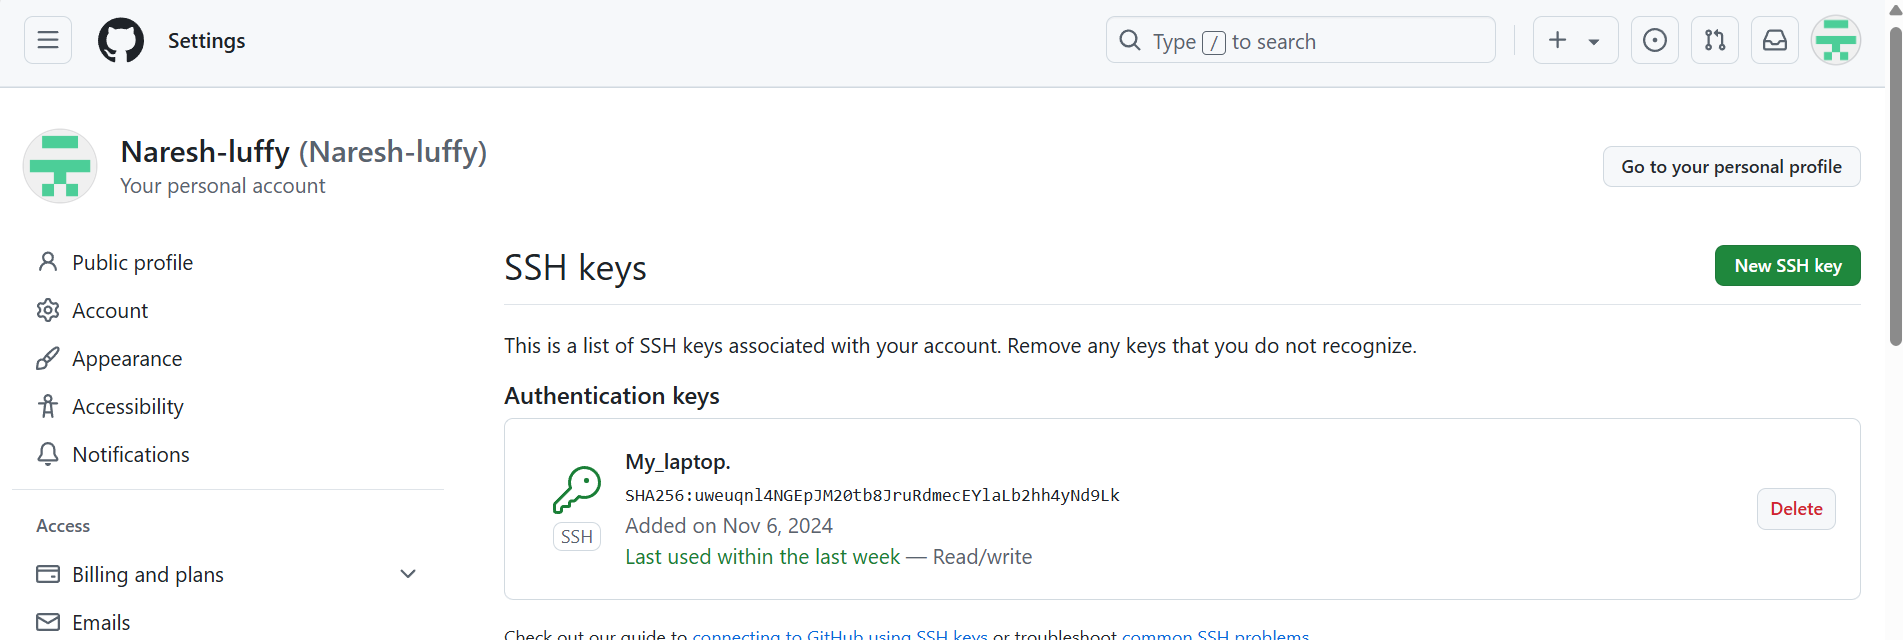 Settings
Type / to search
Naresh-luffy (Naresh-luffy)
Your personal account
Go to your personal profile
Public profile
Account
Appearance
Accessibility
Notifications
Access
Billing and plans
Emails
SSH keys
New SSH key
This is a list of SSH keys associated with your account. Remove any keys that you do not recognize.
Authentication keys
My_laptop.
SHA256:uweuqnl4NGEpJM20tb8JruRdmecEYlaLb2hh4yNd9Lk
Added on Nov 6, 2024
Last used within the last week — Read/write
SSH
Delete
Check out our guide to connecting to GitHub using SSH keys or troubleshoot common SSH problems.